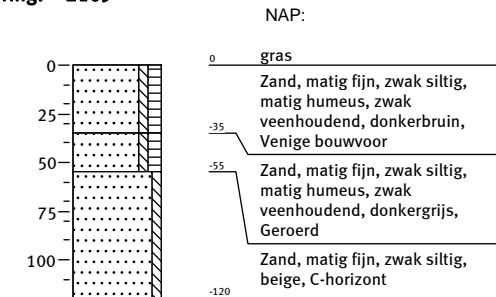 NAP:
0
gras
0
Zand, matig fijn, zwak siltig,
matig humeus, zwak
veenhoudend, donkerbruin,
Venige bouwvoor
25
-35
50
-55
Zand, matig fijn, zwak siltig,
matig humeus, zwak
veenhoudend, donkergrijs,
Geroerd
75
100
Zand, matig fijn, zwak siltig,
beige, C-horizont
-120